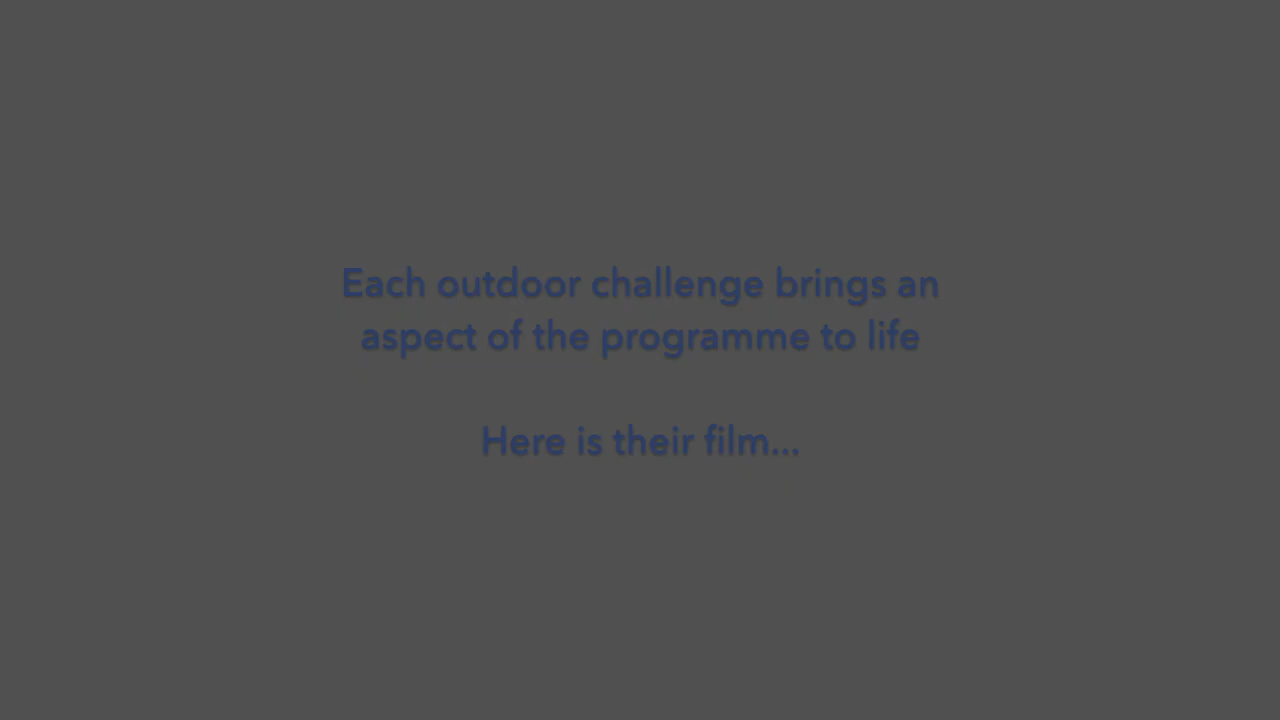 Each outdoor challenge brings an
aspect of the programme to life
Here is their film...